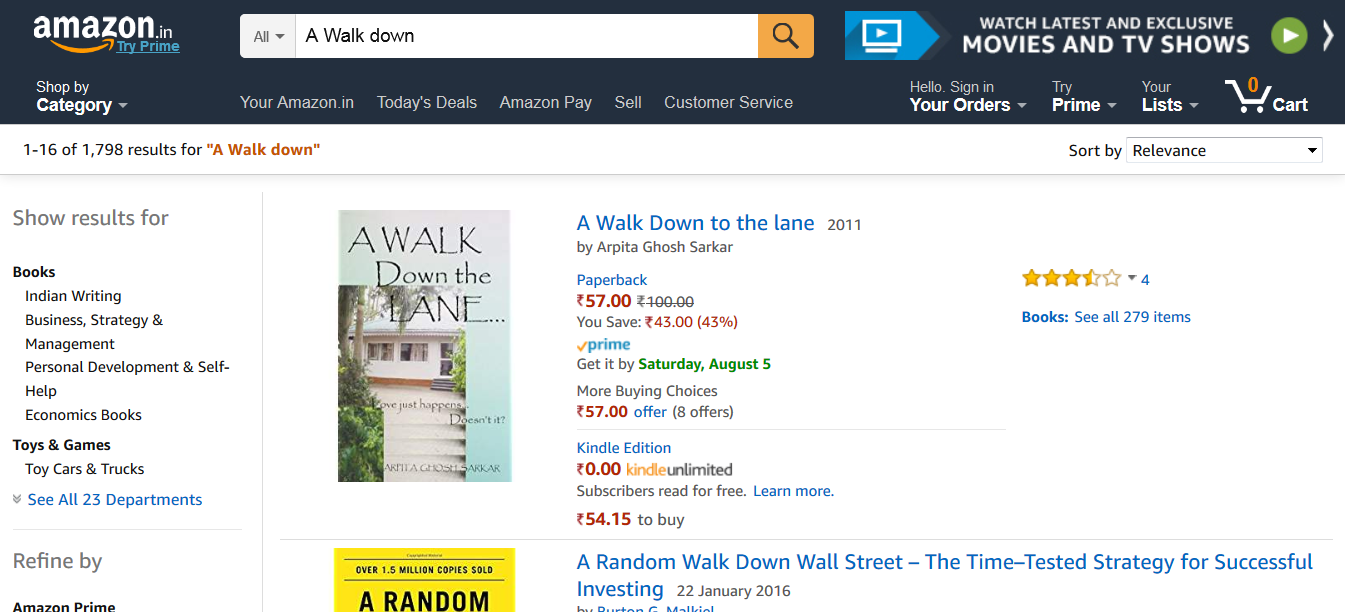 amazon.in
Try Prime
All
A Walk down
WATCH LATEST AND EXCLUSIVE
MOVIES AND TV SHOWS
Shop by
Category
Your Amazon.in
Today's Deals
Amazon Pay
Sell
Customer Service
Hello. Sign in
Your Orders
Try
Prime
Your
Lists
0
Cart
1-16 of 1,798 results for "A Walk down"
Sort by Relevance
Show results for
Books
Indian Writing
Business, Strategy &
Management
Personal Development & Self-
Help
Economics Books
Toys & Games
Toy Cars & Trucks
See All 23 Departments
Refine by
Amazon Prime
A WALK
Down the
LANE...
Love just happens..
Doesn't it?
ARPITA GHOSH SARKAR
A Walk Down to the lane 2011
by Arpita Ghosh Sarkar
Paperback
₹57.00 ₹100.00
You Save: ₹43.00 (43%)
prime
Get it by Saturday, August 5
More Buying Choices
₹57.00 offer (8 offers)
Kindle Edition
₹0.00 kindleunlimited
Subscribers read for free. Learn more.
₹54.15 to buy
4
Books: See all 279 items
OVER 1.5 MILLION COPIES SOLD
A RANDOM
A Random Walk Down Wall Street – The Time–Tested Strategy for Successful
Investing 22 January 2016
by Burton G. Malkiel